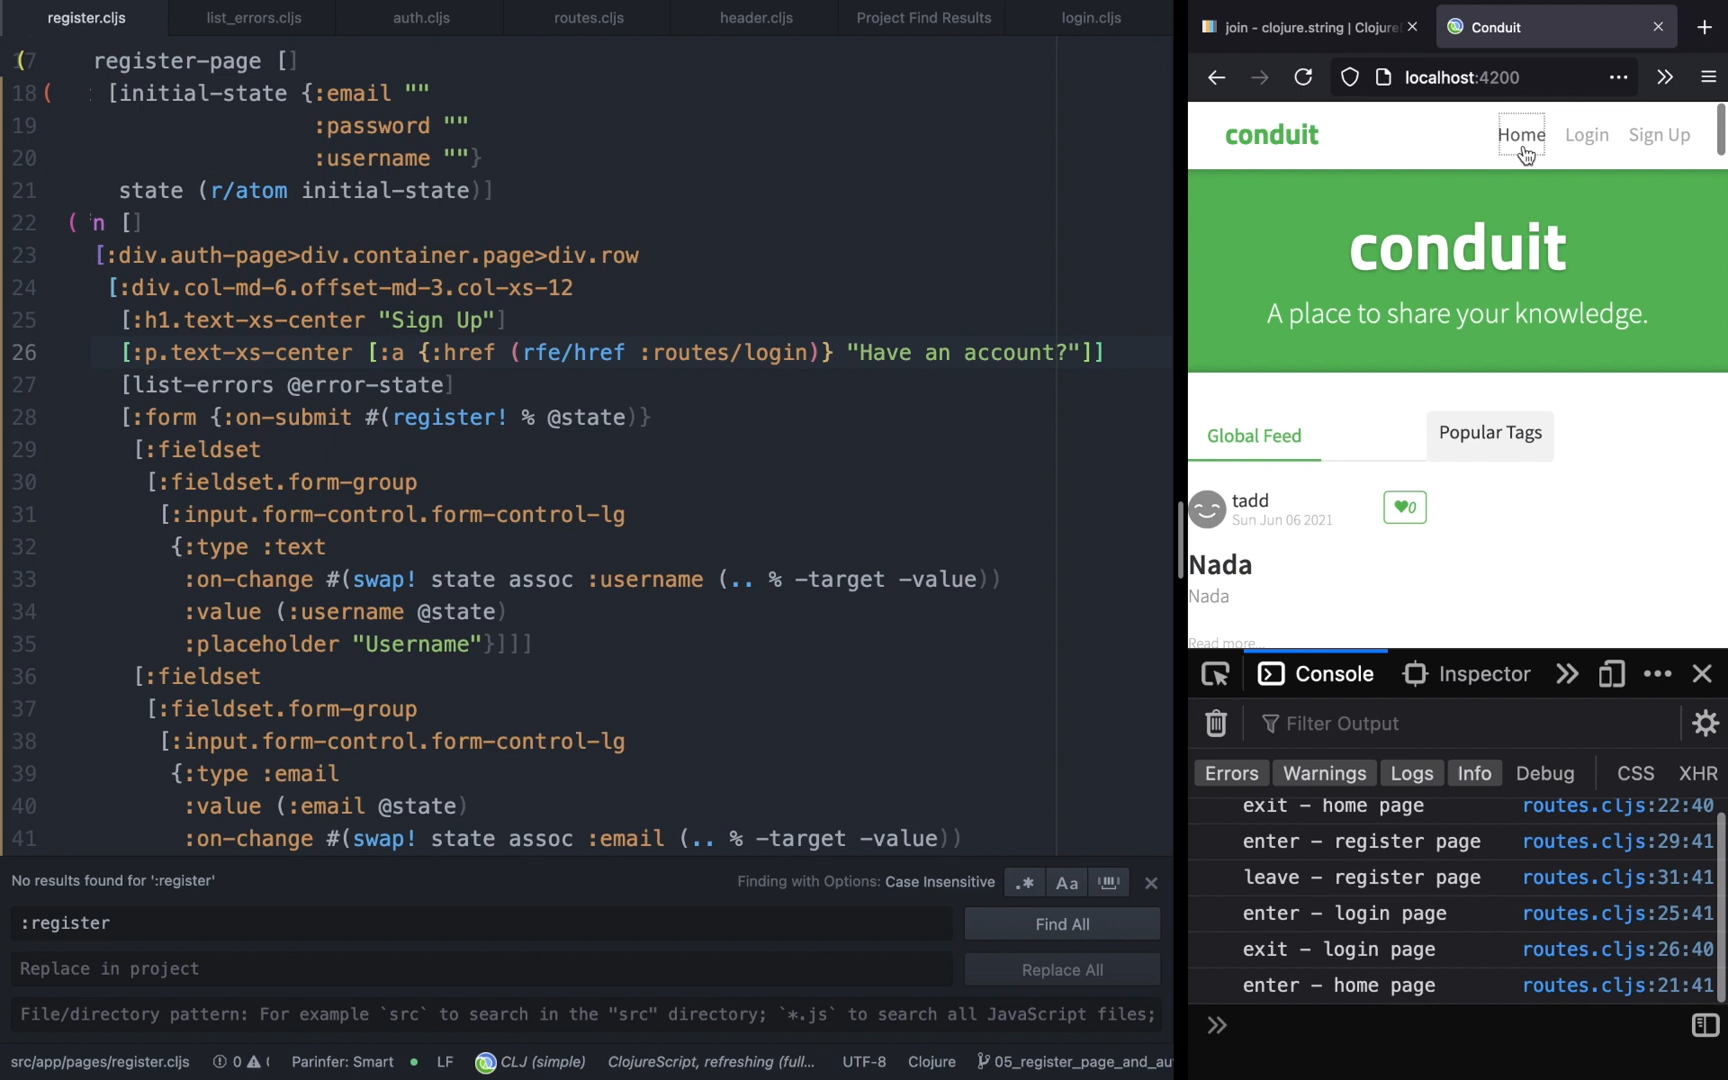 register.cljs
list_errors.cljs
auth.cljs
routes.cljs
header.cljs
Project Find Results
login.cljs
17 register-page []
18 ( [initial-state {:email ""
19 :password ""
20 :username ""}
21 state (r/atom initial-state)]
22 ( n []
23 [:div.auth-page>div.container.page>div.row
24 [:div.col-md-6.offset-md-3.col-xs-12
25 [:h1.text-xs-center "Sign Up"]
26 [:p.text-xs-center [:a {:href (rfe/href :routes/login)} "Have an account?"]]
27 [list-errors @error-state]
28 [:form {:on-submit #(register! % @state)}
29 [:fieldset
30 [:fieldset.form-group
31 [:input.form-control.form-control-lg
32 {:type :text
33 :on-change #(swap! state assoc :username (.. % -target -value))
34 :value (:username @state)
35 :placeholder "Username"}]]]
36 [:fieldset
37 [:fieldset.form-group
38 [:input.form-control.form-control-lg
39 {:type :email
40 :value (:email @state)
41 :on-change #(swap! state assoc :email (.. % -target -value))
No results found for ':register'
Finding with Options: Case Insensitive
.* Aa
:register
Find All
Replace in project
Replace All
File/directory pattern: For example `src` to search in the "src" directory; `*.js` to search all JavaScript files;
src/app/pages/register.cljs
0
Parinfer: Smart
LF
CLJ (simple)
ClojureScript, refreshing (full...
UTF-8
Clojure
05_register_page_and_au
join - clojure.string | Clojure
Conduit
localhost:4200
conduit
Home
Login
Sign Up
conduit
A place to share your knowledge.
Global Feed
Popular Tags
tadd
Sun Jun 06 2021
0
Nada
Nada
Read more...
Console
Inspector
Filter Output
Errors
Warnings
Logs
Info
Debug
CSS
XHR
exit - home page routes.cljs:22:40
enter - register page routes.cljs:29:41
leave - register page routes.cljs:31:41
enter - login page routes.cljs:25:41
exit - login page routes.cljs:26:40
enter - home page routes.cljs:21:41